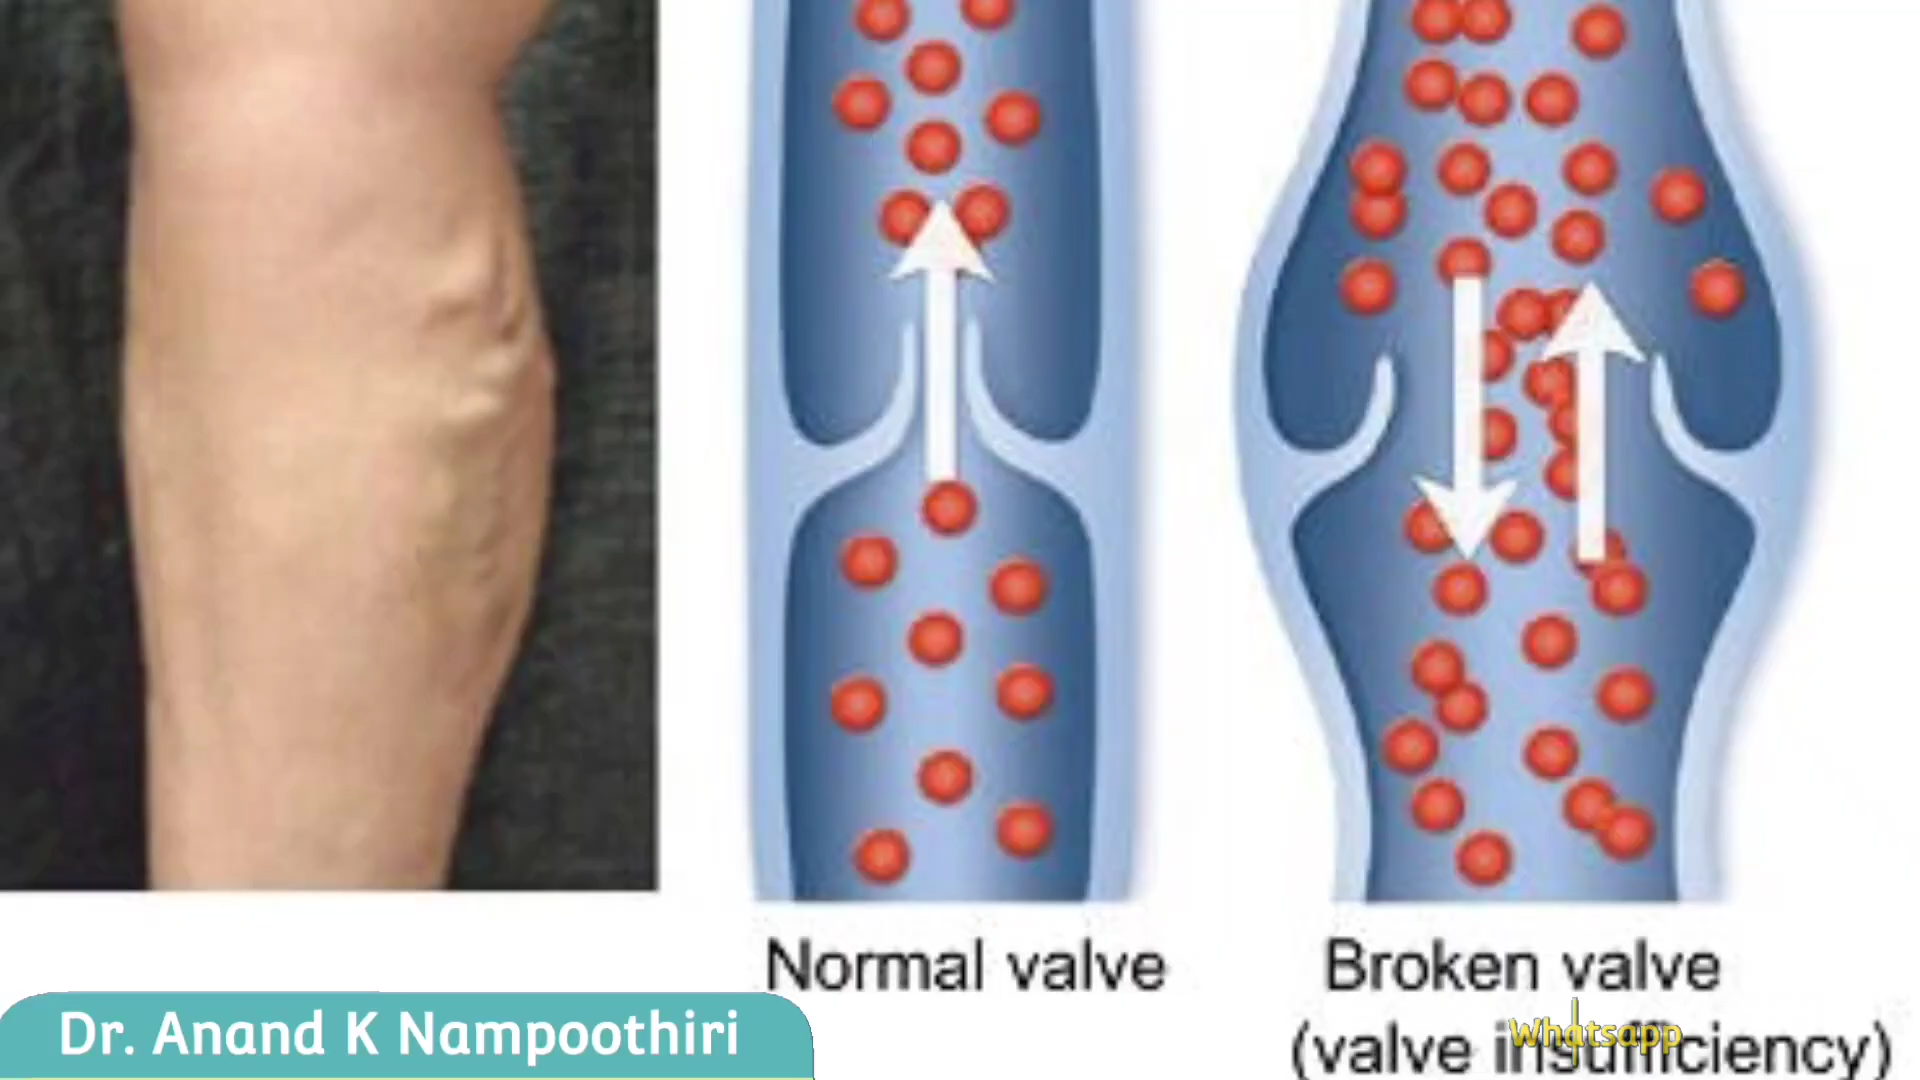 Normal valve
Broken valve
(valve insufficiency)
Whatsapp
Dr. Anand K Nampoothiri